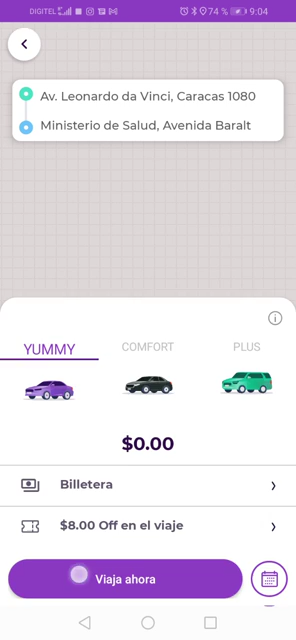 DIGITEL
74 %
9:04
Av. Leonardo da Vinci, Caracas 1080
Ministerio de Salud, Avenida Baralt
YUMMY
COMFORT
PLUS
$0.00
Billetera
$8.00 Off en el viaje
Viaja ahora